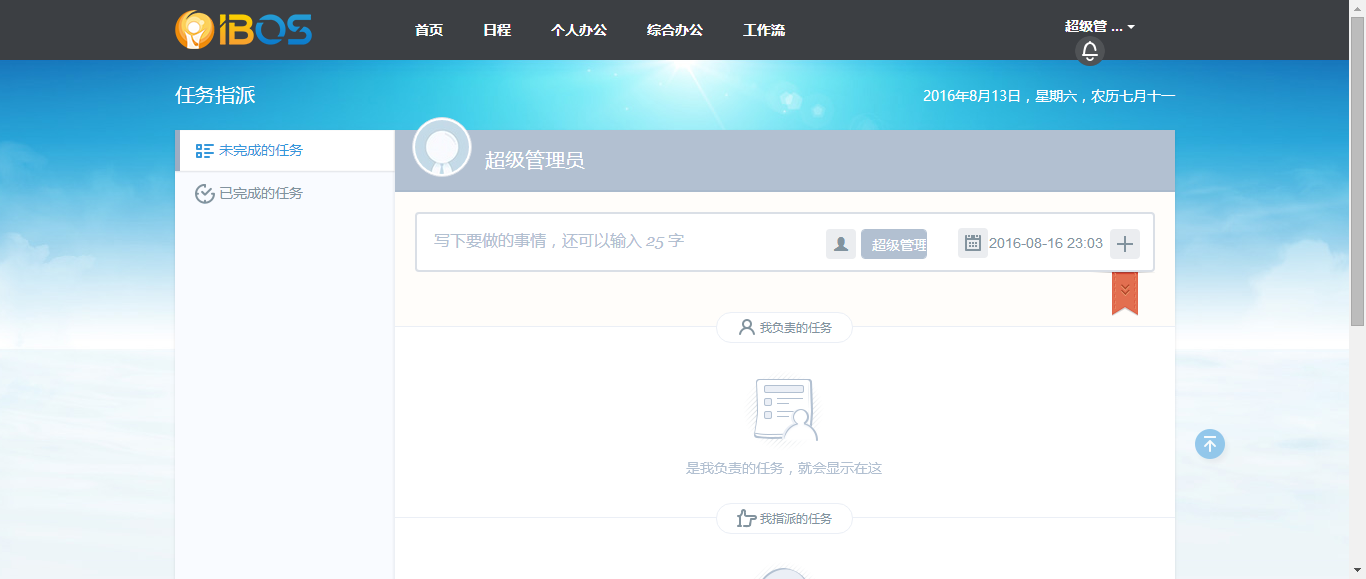 IBOS
首页 日程 个人办公 综合办公 工作流
超级管 ...
任务指派
2016年8月13日，星期六，农历七月十一
未完成的任务
已完成的任务
超级管理员
写下要做的事情，还可以输入 25 字
超级管理
2016-08-16 23:03
我负责的任务
是我负责的任务，就会显示在这
我指派的任务